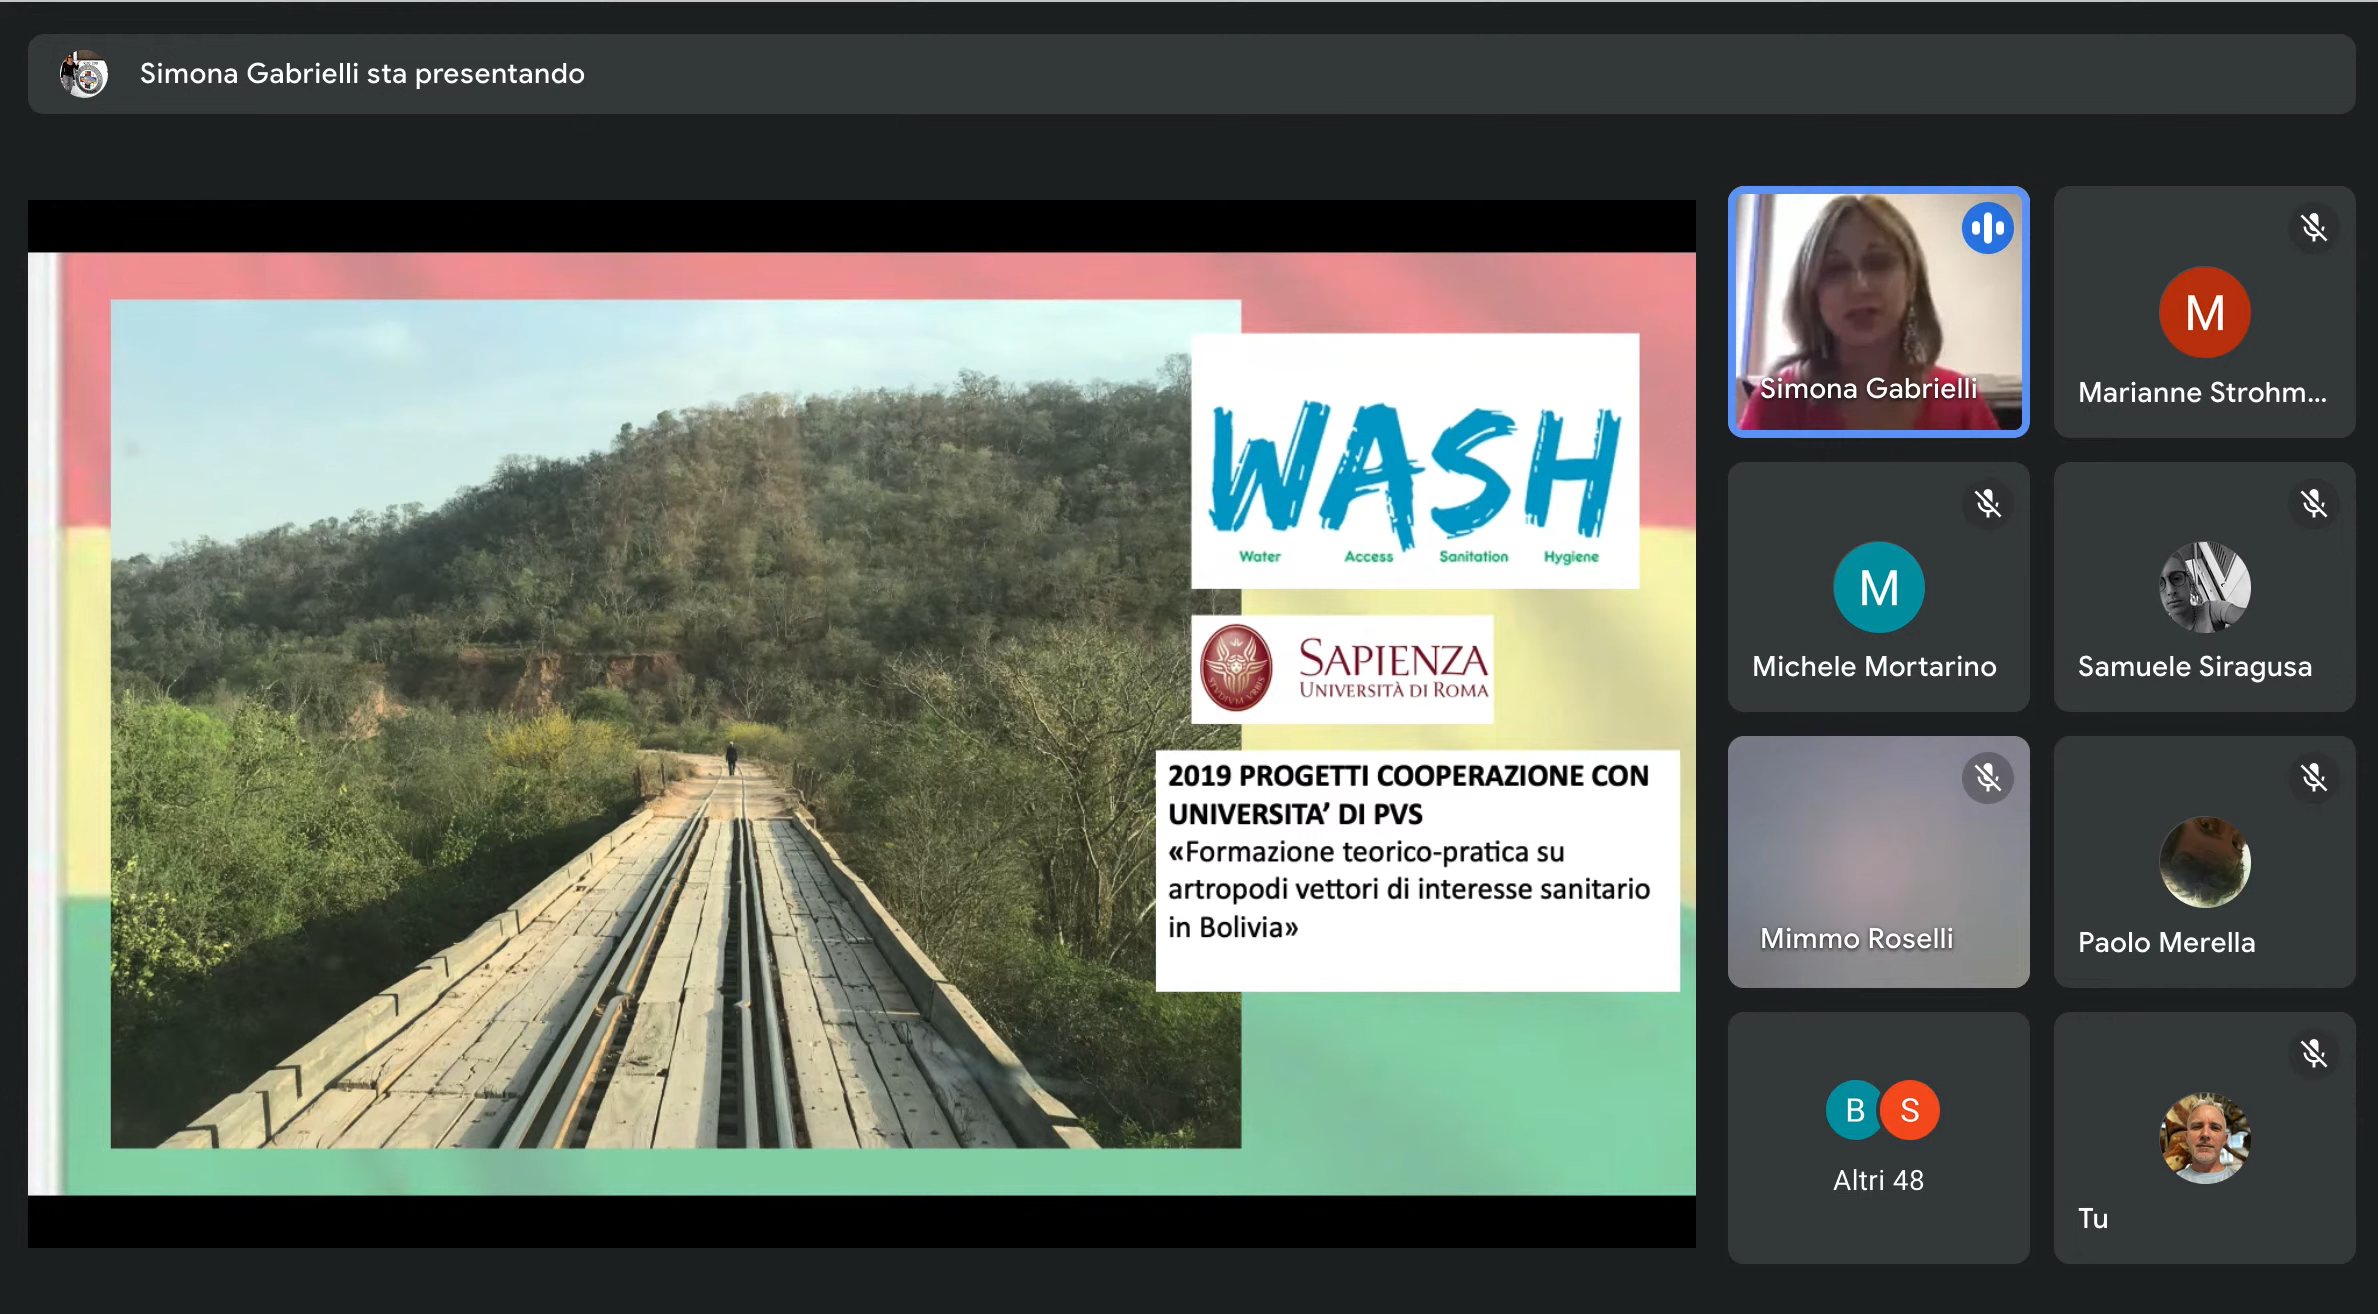 Simona Gabrielli sta presentando
WASH
Water Access Sanitation Hygiene
SAPIENZA
UNIVERSITÀ DI ROMA
2019 PROGETTI COOPERAZIONE CON
UNIVERSITA’ DI PVS
«Formazione teorico-pratica su
artropodi vettori di interesse sanitario
in Bolivia»
Simona Gabrielli
M
Marianne Strohm...
M
Michele Mortarino
Samuele Siragusa
Mimmo Roselli
Paolo Merella
B S
Altri 48
Tu